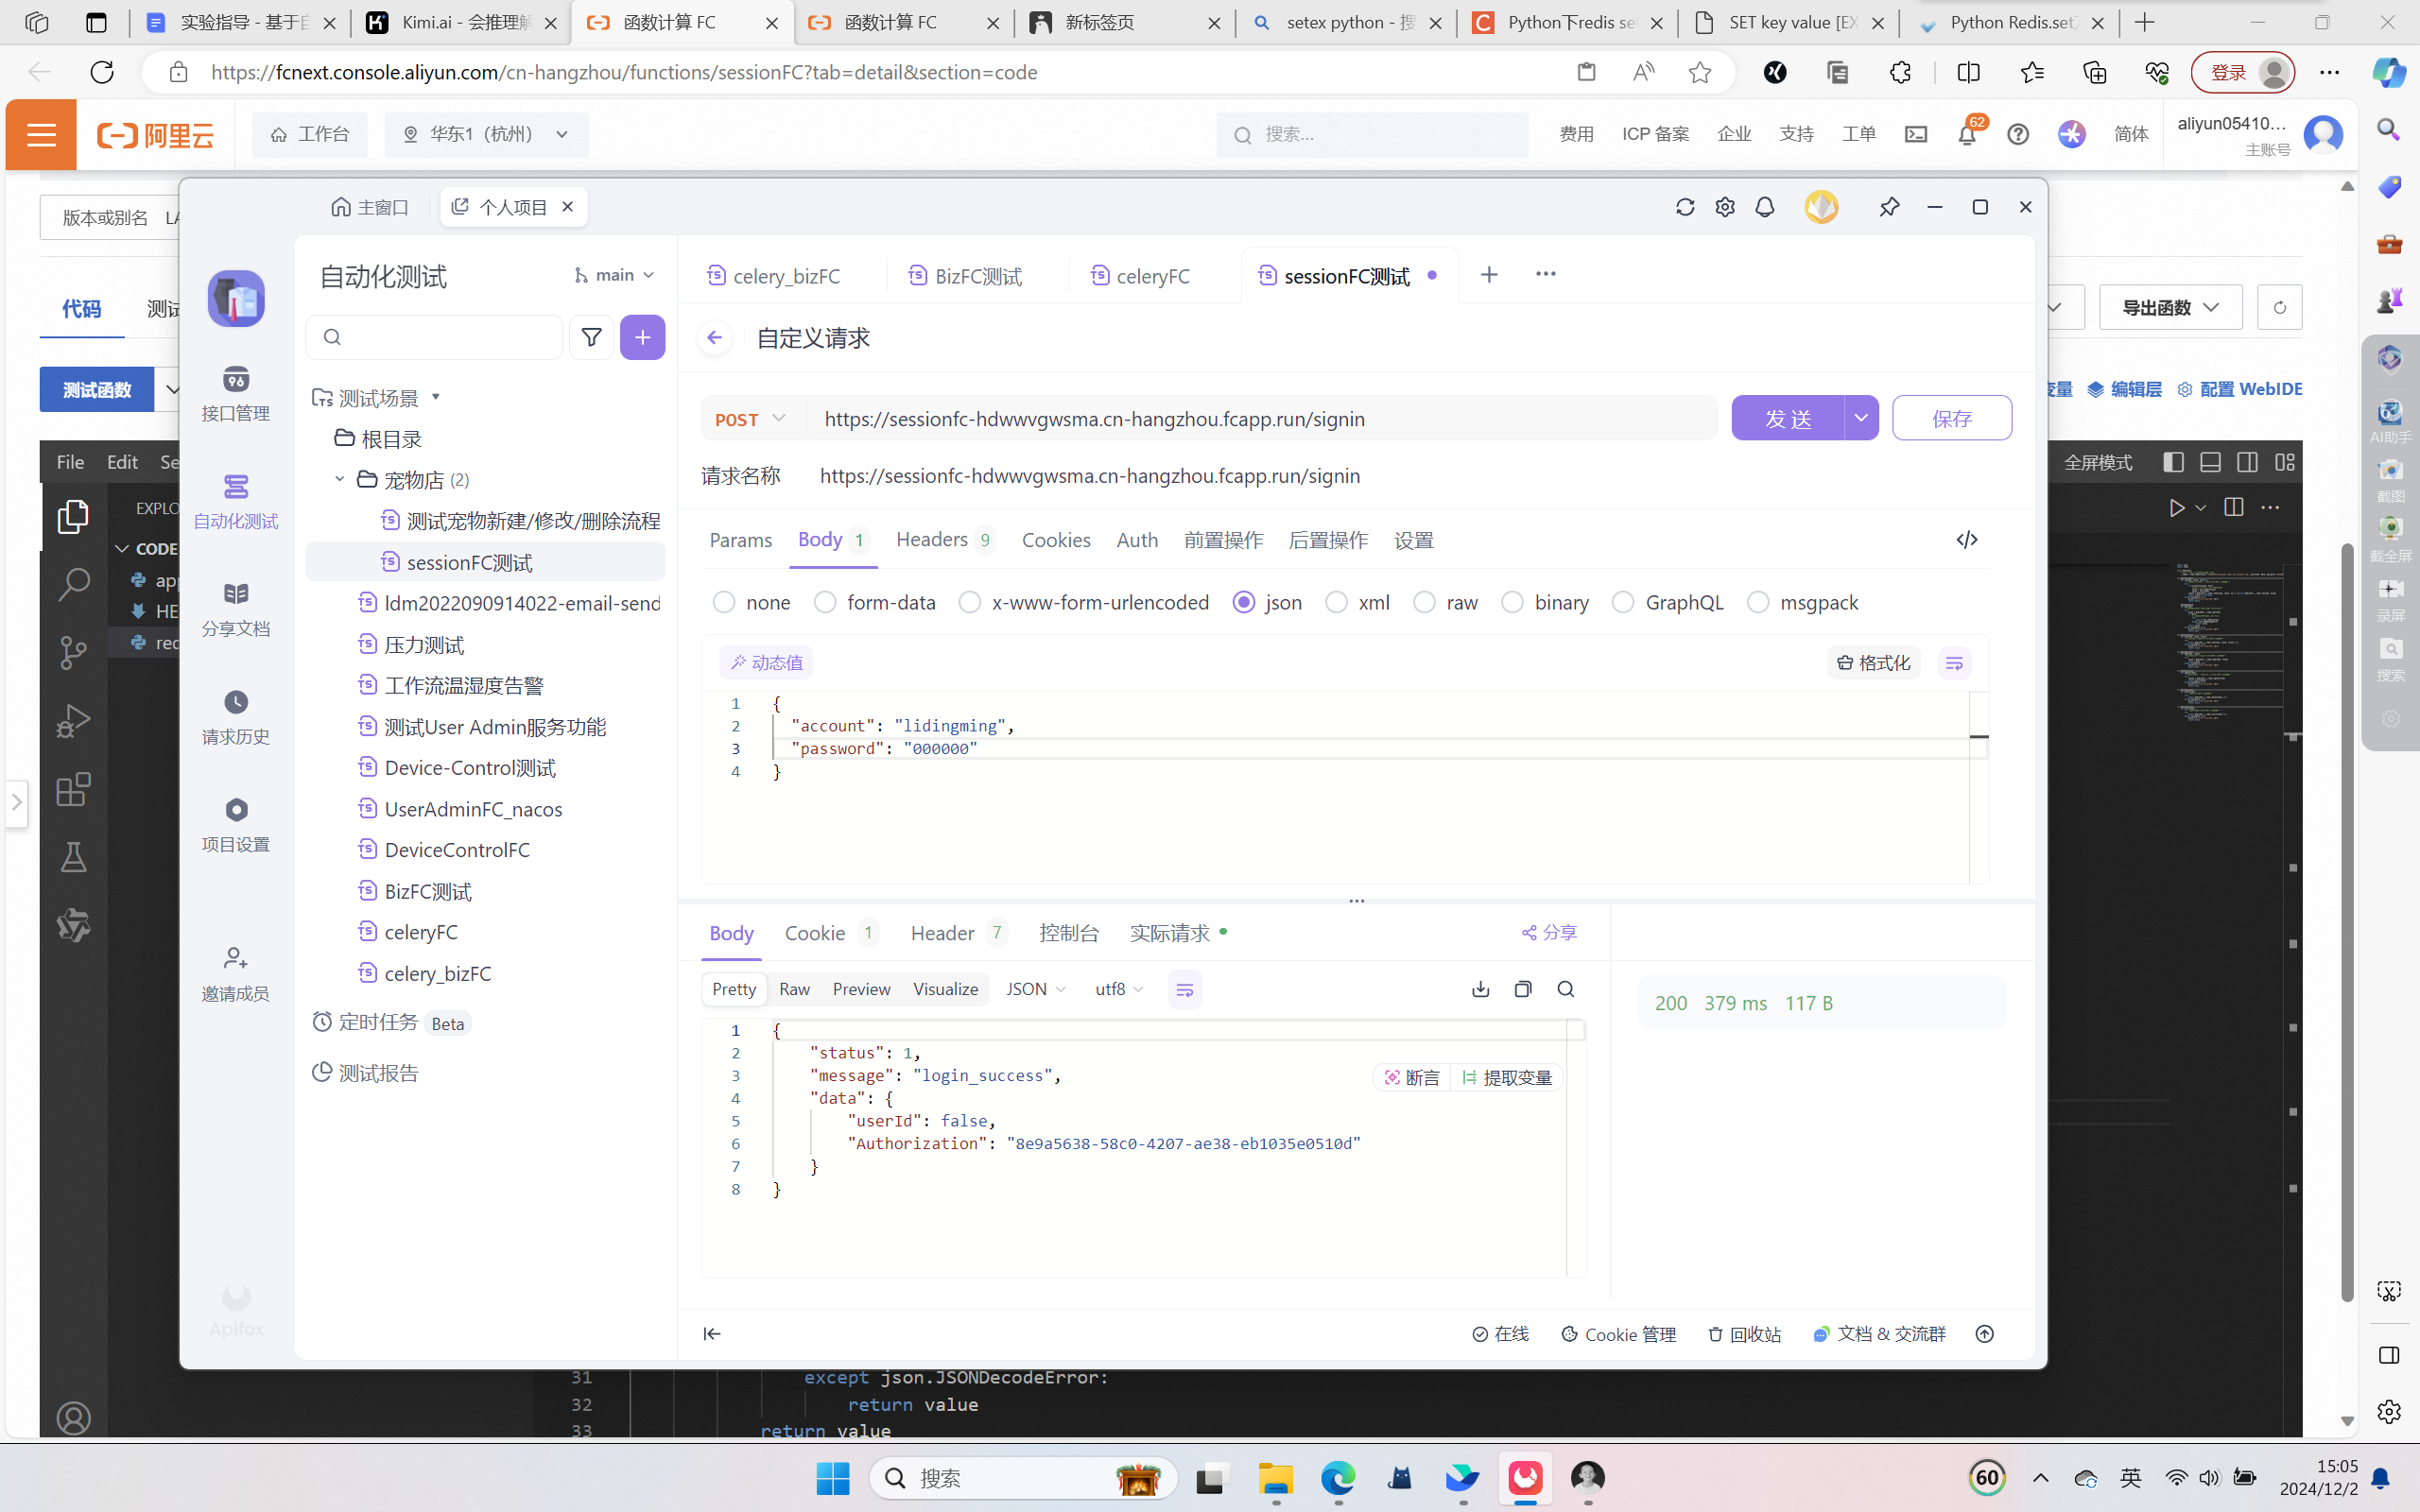 实验指导 - 基于自
Kimi.ai - 会推理解
函数计算 FC
函数计算 FC
新标签页
setex python - 搜
Python下redis se
SET key value [EX
Python Redis.set
https://fcnext.console.aliyun.com/cn-hangzhou/functions/sessionFC?tab=detail&section=code
登录
阿里云
工作台
华东1（杭州）
搜索...
费用
ICP 备案
企业
支持
工单
62
简体
aliyun05410...
主账号
版本或别名
主窗口
个人项目
代码
测试
导出函数
测试函数
变量
编辑层
配置 WebIDE
File Edit Se
全屏模式
EXPLO
CODE
app
HE
red
接口管理
自动化测试
分享文档
请求历史
项目设置
邀请成员
Apifox
自动化测试
main
测试场景
根目录
宠物店 (2)
测试宠物新建/修改/删除流程
sessionFC测试
ldm2022090914022-email-send
压力测试
工作流温湿度告警
测试User Admin服务功能
Device-Control测试
UserAdminFC_nacos
DeviceControlFC
BizFC测试
celeryFC
celery_bizFC
定时任务 Beta
测试报告
celery_bizFC
BizFC测试
celeryFC
sessionFC测试
自定义请求
POST https://sessionfc-hdwwvgwsma.cn-hangzhou.fcapp.run/signin
发 送
保存
请求名称 https://sessionfc-hdwwvgwsma.cn-hangzhou.fcapp.run/signin
Params Body 1 Headers 9 Cookies Auth 前置操作 后置操作 设置
none form-data x-www-form-urlencoded json xml raw binary GraphQL msgpack
动态值
格式化
1 {
2 "account": "lidingming",
3 "password": "000000"
4 }
Body Cookie 1 Header 7 控制台 实际请求
分享
Pretty Raw Preview Visualize JSON utf8
200 379 ms 117 B
1 {
2 "status": 1,
3 "message": "login_success",
4 "data": {
5 "userId": false,
6 "Authorization": "8e9a5638-58c0-4207-ae38-eb1035e0510d"
7 }
8 }
断言
提取变量
在线
Cookie 管理
回收站
文档 & 交流群
31 except json.JSONDecodeError:
32 return value
33 return value
AI助手
截图
截全屏
录屏
搜索
搜索
60
英
15:05
2024/12/2